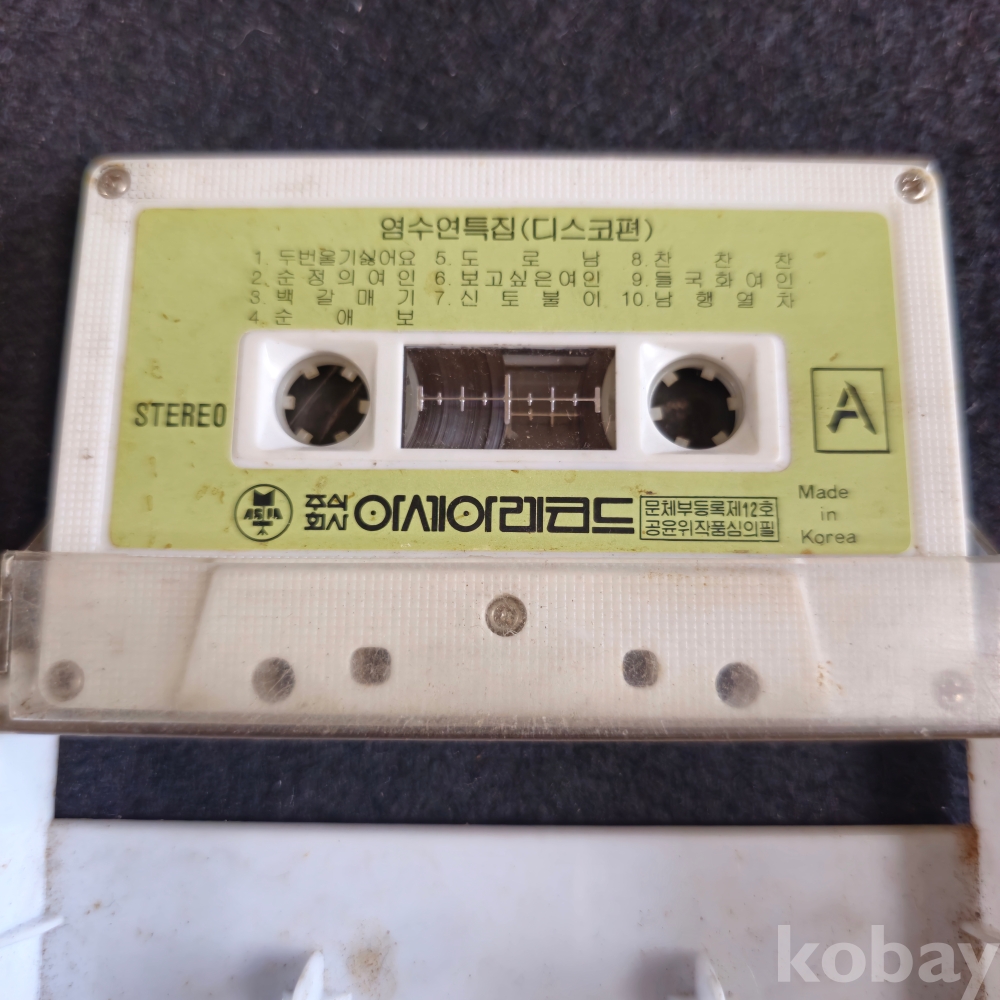 염수연특집(디스코편)
1. 두번울기싫어요 5. 도로남 8. 찬찬찬
2. 순정의여인 6. 보고싶은여인 9. 들국화여인
3. 백갈매기 7. 신토불이 10. 남행열차
4. 순애보
STEREO
A
ASIA
주식회사 아세아레코드
문체부등록제12호
공윤위작품심의필
Made
in
Korea
kobay